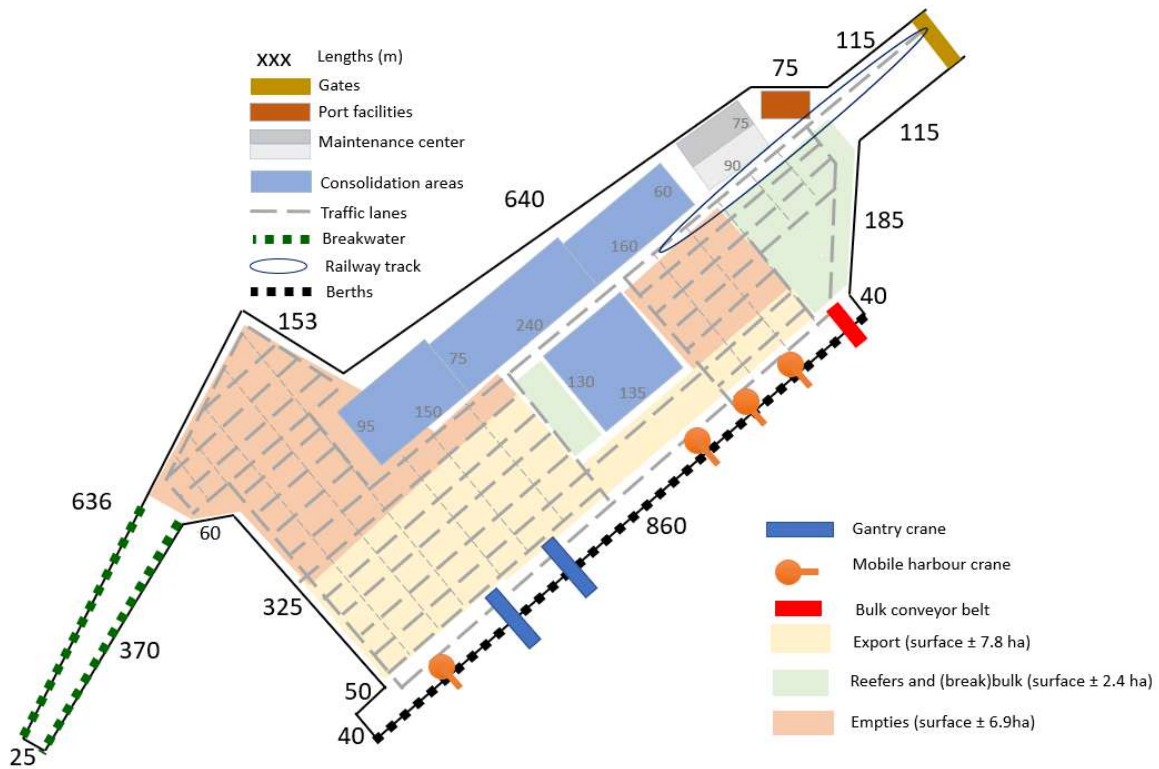 XXX Lengths (m)
Gates
Port facilities
Maintenance center
Consolidation areas
Traffic lanes
Breakwater
Railway track
Berths
115
75
115
75
90
60
640
160
185
40
153
240
75
130
135
150
95
636
60
860
325
370
50
40
25
Gantry crane
Mobile harbour crane
Bulk conveyor belt
Export (surface ± 7.8 ha)
Reefers and (break)bulk (surface ± 2.4 ha)
Empties (surface ± 6.9ha)